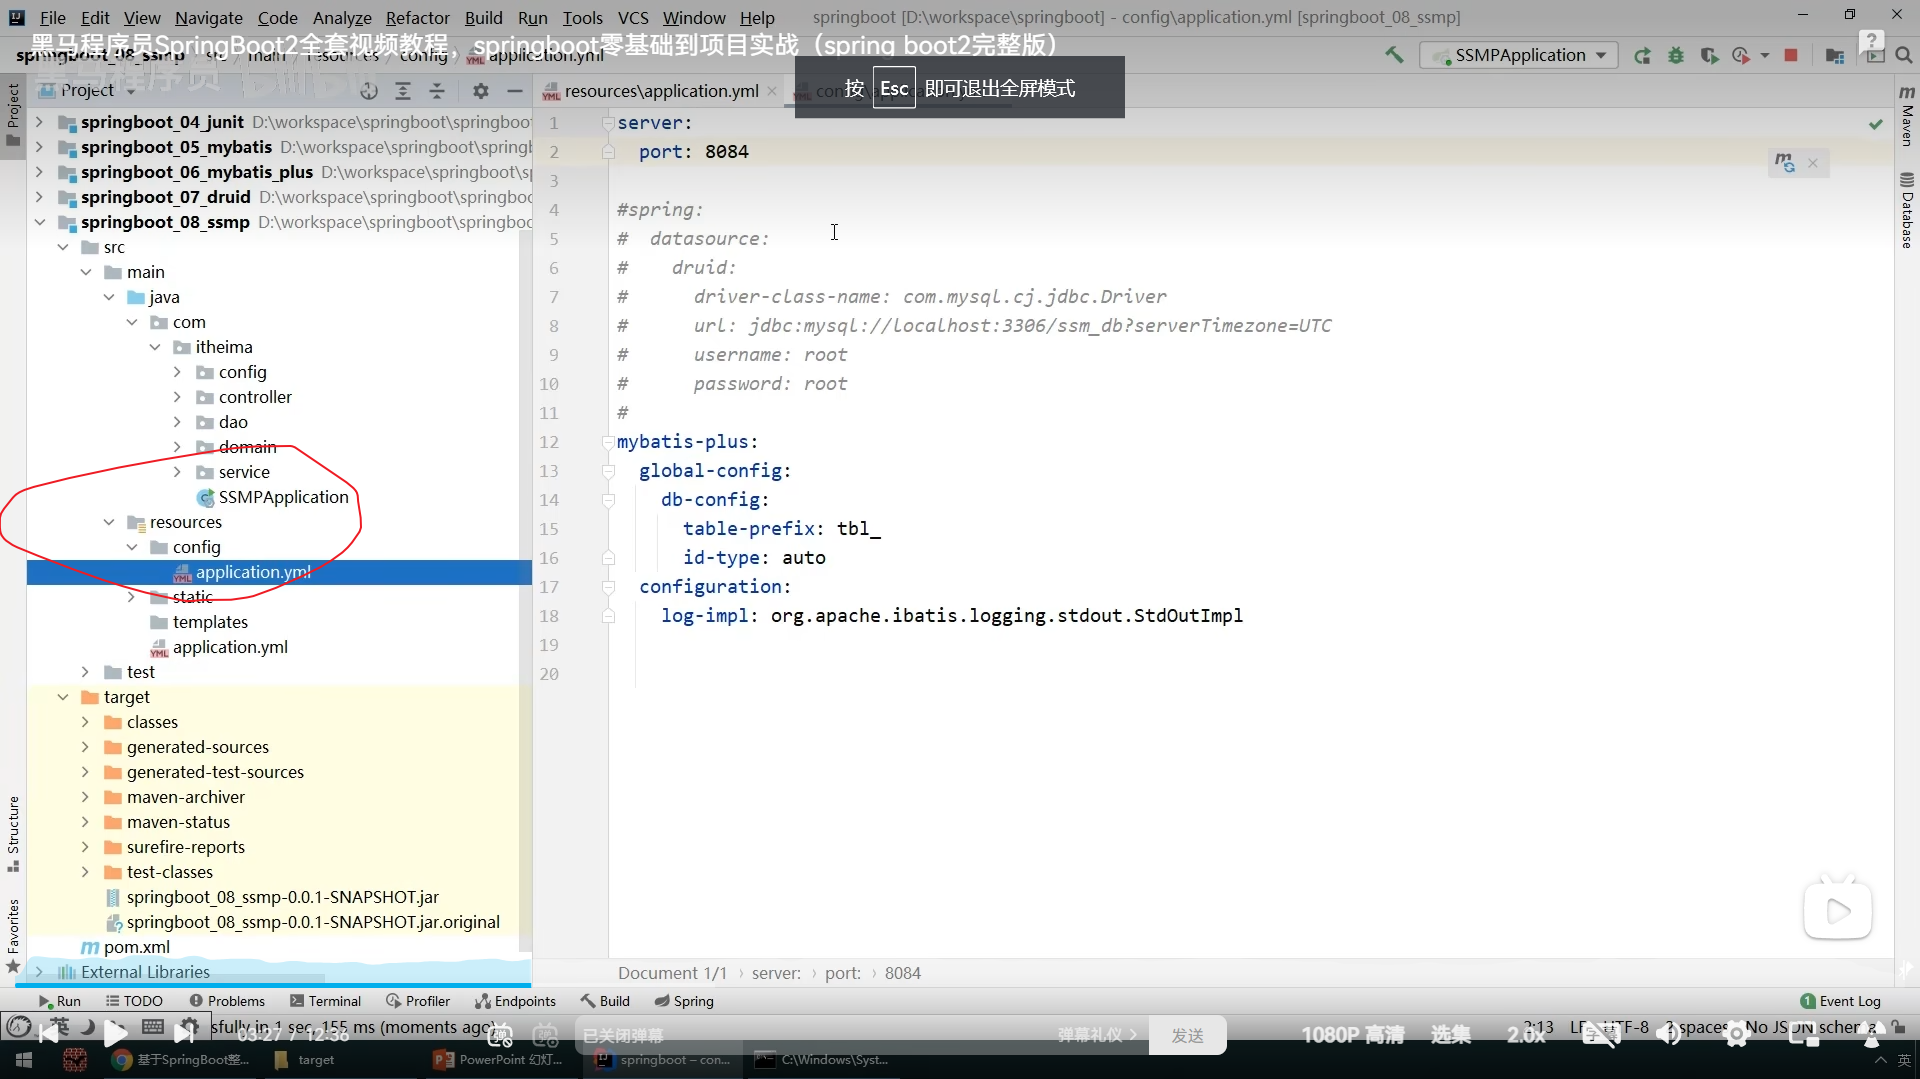 File Edit View Navigate Code Analyze Refactor Build Run Tools VCS Window Help springboot [D:\workspace\springboot] - config\application.yml [springboot_08_ssmp]
黑马程序员SpringBoot2全套视频教程，springboot零基础到项目实战（spring boot2完整版）
springboot_08_ssmp src main resources config application.yml
SSMPApplication
按 Esc 即可退出全屏模式
Project
resources\application.yml
springboot_04_junit D:\workspace\springboot\springboo
springboot_05_mybatis D:\workspace\springboot\spring
springboot_06_mybatis_plus D:\workspace\springboot\s
springboot_07_druid D:\workspace\springboot\springboo
springboot_08_ssmp D:\workspace\springboot\springboo
src
main
java
com
itheima
config
controller
dao
domain
service
SSMPApplication
resources
config
application.yml
static
templates
application.yml
test
target
classes
generated-sources
generated-test-sources
maven-archiver
maven-status
surefire-reports
test-classes
springboot_08_ssmp-0.0.1-SNAPSHOT.jar
springboot_08_ssmp-0.0.1-SNAPSHOT.jar.original
pom.xml
External Libraries
Project
Structure
Favorites
1 server:
2 port: 8084
3
4 #spring:
5 # datasource:
6 # druid:
7 # driver-class-name: com.mysql.cj.jdbc.Driver
8 # url: jdbc:mysql://localhost:3306/ssm_db?serverTimezone=UTC
9 # username: root
10 # password: root
11 #
12 mybatis-plus:
13 global-config:
14 db-config:
15 table-prefix: tbl_
16 id-type: auto
17 configuration:
18 log-impl: org.apache.ibatis.logging.stdout.StdOutImpl
19
20
Maven
Database
Document 1/1 › server: › port: › 8084
Run TODO Problems Terminal Profiler Endpoints Build Spring 1 Event Log
英 sfully in 1 sec, 155 ms (moments ago) 2:13 UTF-8 2 spaces No JSON schema
03:27 / 12:36 已关闭弹幕 弹幕礼仪 › 发送 1080P 高清 选集 2.0x
基于SpringBoot整... target PowerPoint 幻灯... springboot – con... C:\Windows\Syst... 英